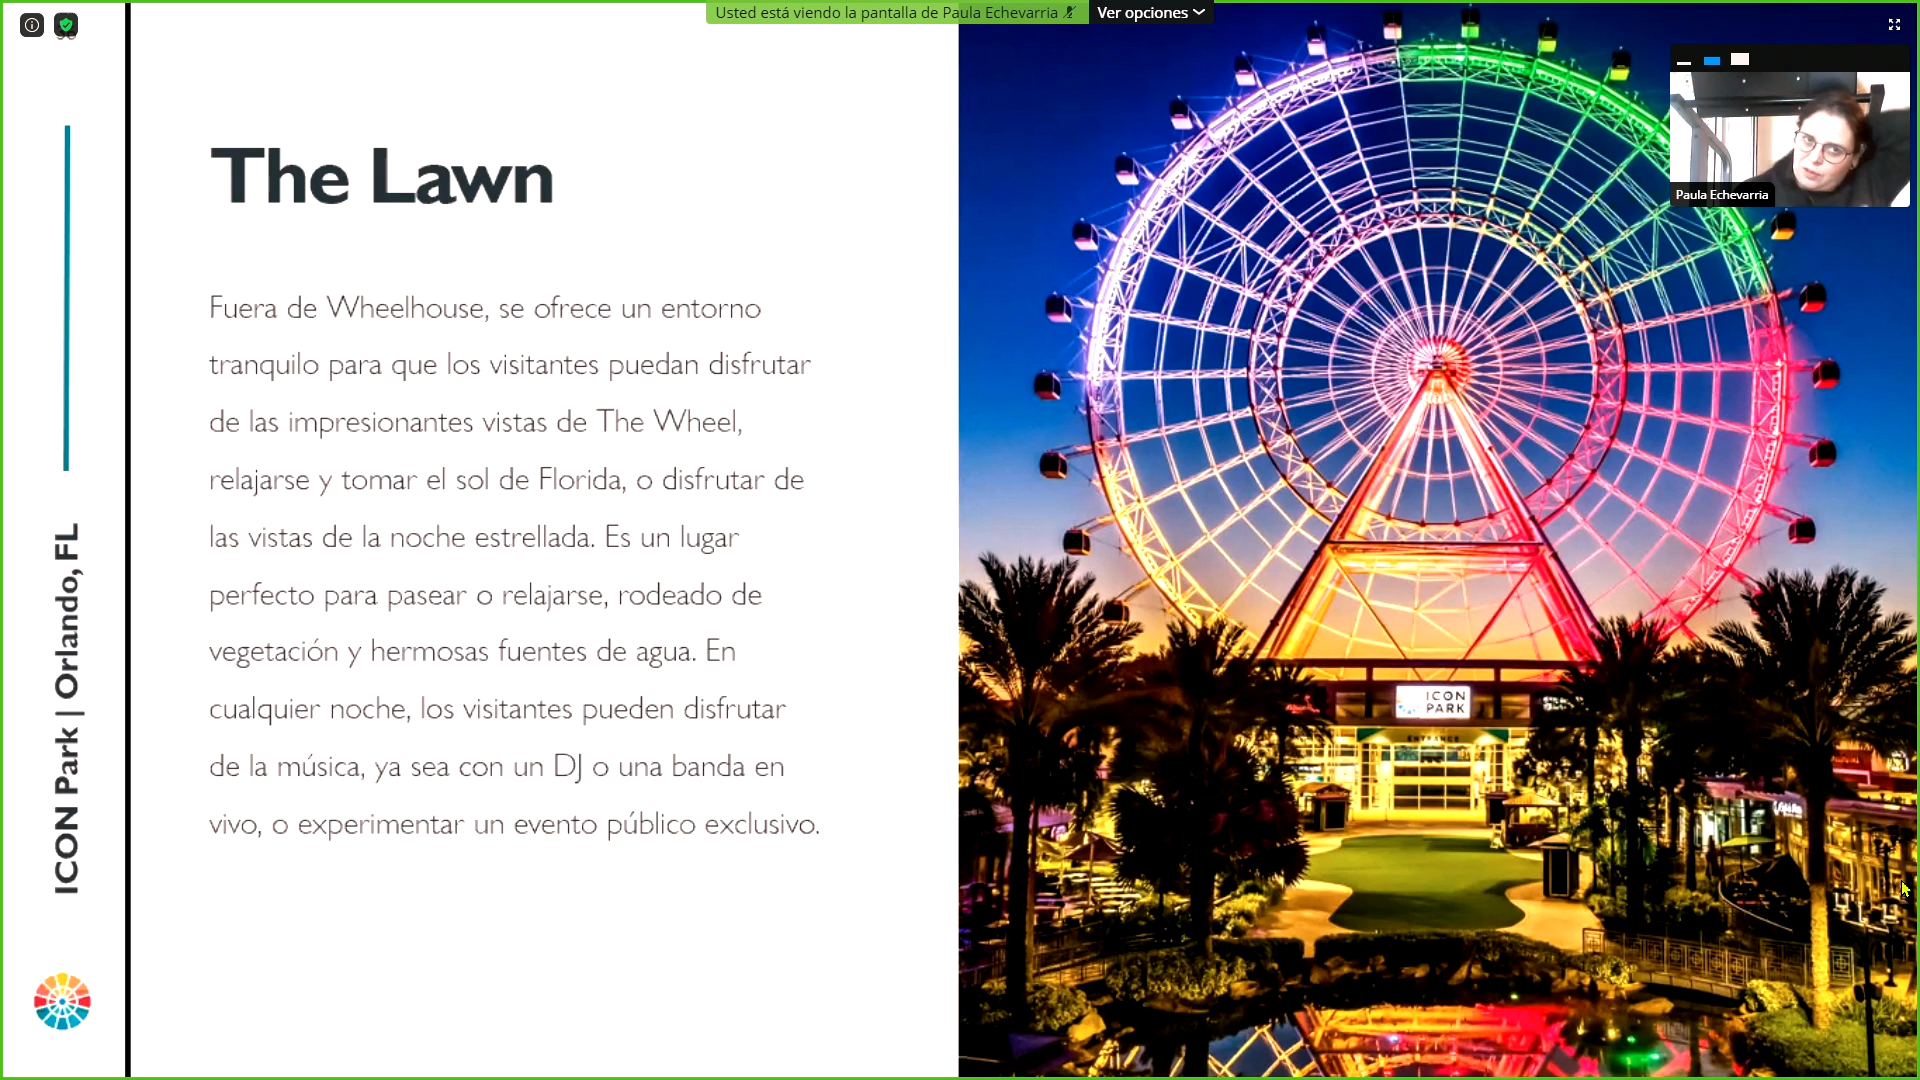 Usted está viendo la pantalla de Paula Echevarria
Ver opciones
Paula Echevarria
The Lawn
Fuera de Wheelhouse, se ofrece un entorno
tranquilo para que los visitantes puedan disfrutar
de las impresionantes vistas de The Wheel,
relajarse y tomar el sol de Florida, o disfrutar de
las vistas de la noche estrellada. Es un lugar
perfecto para pasear o relajarse, rodeado de
vegetación y hermosas fuentes de agua. En
cualquier noche, los visitantes pueden disfrutar
de la música, ya sea con un DJ o una banda en
vivo, o experimentar un evento público exclusivo.
ICON Park | Orlando, FL
ICON
PARK
ENTRANCE